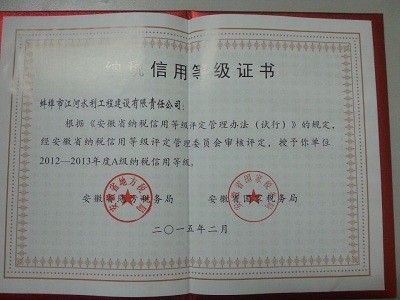 纳税信用等级证书
蚌埠市江河水利工程建设有限责任公司：
根据《安徽省纳税信用等级评定管理办法（试行）》的规定，
经安徽省纳税信用等级评定管理委员会审核评定，授予你单位
2012—2013年度A级纳税信用等级。
安徽省地方税务局 安徽省国家税务局
二〇一五年二月